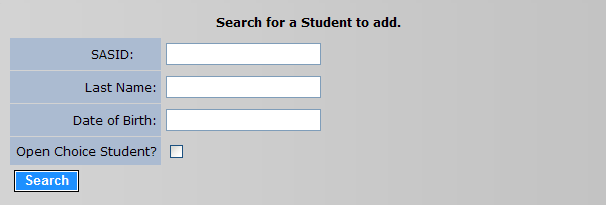 Search for a Student to add.
SASID:
Last Name:
Date of Birth:
Open Choice Student?
Search